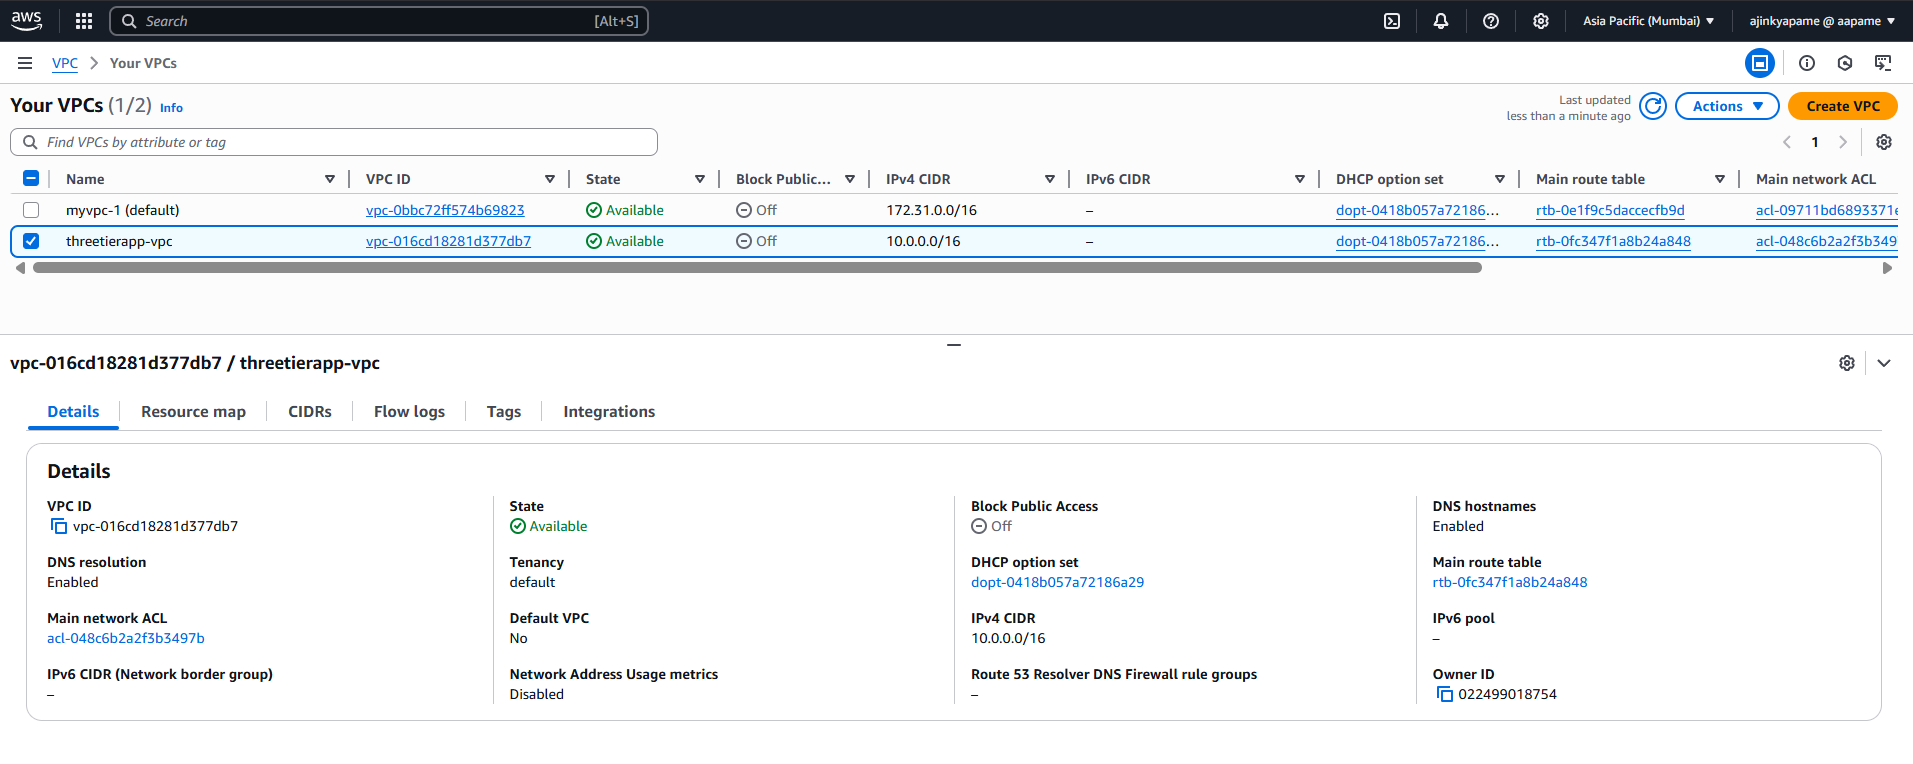 aws
Search [Alt+S]
Asia Pacific (Mumbai)
ajinkyapame @ aapame
VPC > Your VPCs
Your VPCs (1/2) Info
Last updated
less than a minute ago
Actions
Create VPC
Find VPCs by attribute or tag
1
Name VPC ID State Block Public... IPv4 CIDR IPv6 CIDR DHCP option set Main route table Main network ACL
myvpc-1 (default) vpc-0bbc72ff574b69823 Available Off 172.31.0.0/16 – dopt-0418b057a72186... rtb-0e1f9c5daccecfb9d acl-09711bd6893371e
threetierapp-vpc vpc-016cd18281d377db7 Available Off 10.0.0.0/16 – dopt-0418b057a72186... rtb-0fc347f1a8b24a848 acl-048c6b2a2f3b349
vpc-016cd18281d377db7 / threetierapp-vpc
Details Resource map CIDRs Flow logs Tags Integrations
Details
VPC ID
vpc-016cd18281d377db7
State
Available
Block Public Access
Off
DNS hostnames
Enabled
DNS resolution
Enabled
Tenancy
default
DHCP option set
dopt-0418b057a72186a29
Main route table
rtb-0fc347f1a8b24a848
Main network ACL
acl-048c6b2a2f3b3497b
Default VPC
No
IPv4 CIDR
10.0.0.0/16
IPv6 pool
–
IPv6 CIDR (Network border group)
–
Network Address Usage metrics
Disabled
Route 53 Resolver DNS Firewall rule groups
–
Owner ID
022499018754